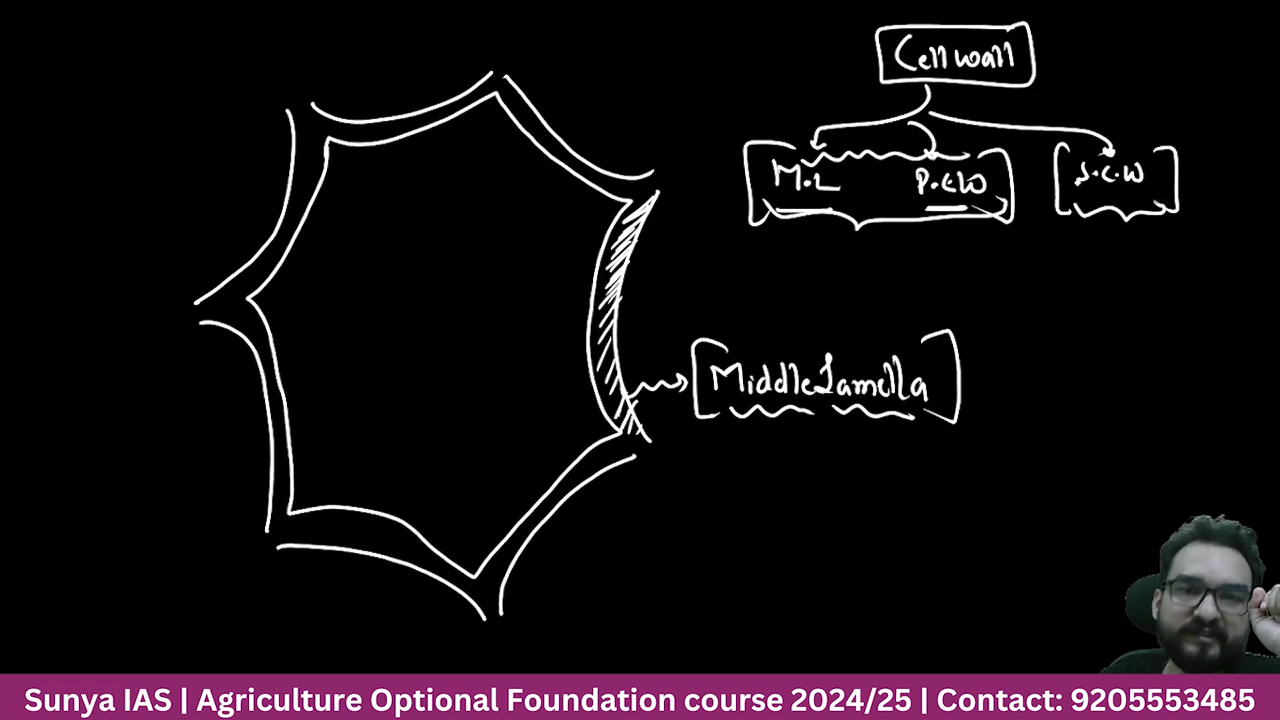 Cell wall
M.L P.C.W S.C.W
Middle Lamella
Sunya IAS | Agriculture Optional Foundation course 2024/25 | Contact: 9205553485